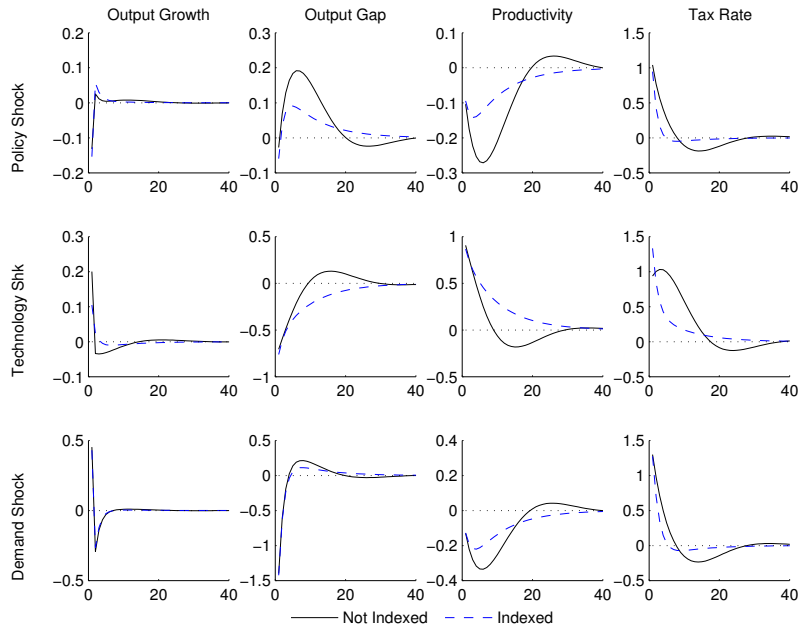 Output Growth Output Gap Productivity Tax Rate
Policy Shock
0.2 0.3 0.1 1.5
0.1 0.2 0 1
0 0.1 −0.1 0.5
−0.1 0 −0.2 0
−0.2 −0.1 −0.3 −0.5
0 20 40 0 20 40 0 20 40 0 20 40
Technology Shk
0.3 0.5 1 1.5
0.2 0 0.5 1
0.1 −0.5 0 0.5
0 −1 −0.5 0
−0.1 −0.5
0 20 40 0 20 40 0 20 40 0 20 40
Demand Shock
0.5 0.5 0.4 1.5
0 0 0.2 1
−0.5 −0.5 0 0.5
−1 −0.2 0
−1.5 −0.4 −0.5
0 20 40 0 20 40 0 20 40 0 20 40
Not Indexed Indexed